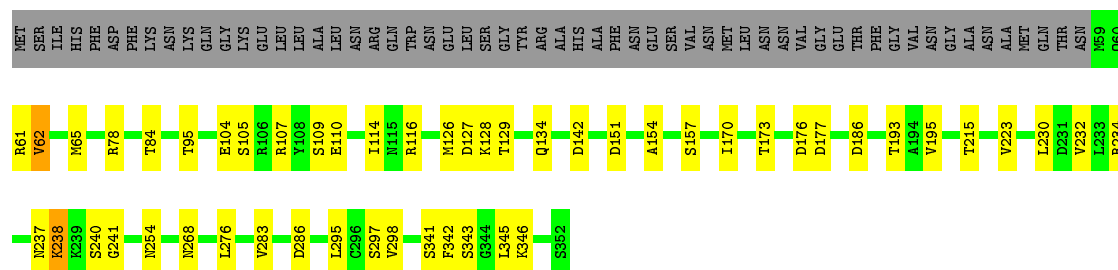 MET SER ILE HIS PHE ASP PHE LYS ASN LYS GLN GLY LYS GLU LEU LEU ALA LEU ASN ARG GLN TRP ASN GLU LEU SER GLY TYR ARG ALA HIS ALA PHE ASN GLU SER VAL ASN MET LEU ASN ASN VAL GLY GLU THR PHE GLY VAL ASN GLY ALA ASN ALA MET GLN THR ASN M59 Q60
R61 V62 M65 R78 T84 T95 E104 S105 R106 R107 Y108 S109 E110 I114 N115 R116 M126 D127 K128 T129 Q134 D142 D151 A154 S157 I170 T173 D176 D177 D186 T193 A194 V195 T215 V223 L230 D231 V232 L233 R234
N237 K238 K239 S240 G241 N254 N268 L276 V283 D286 L295 C296 S297 V298 S341 F342 S343 G344 L345 K346 S352